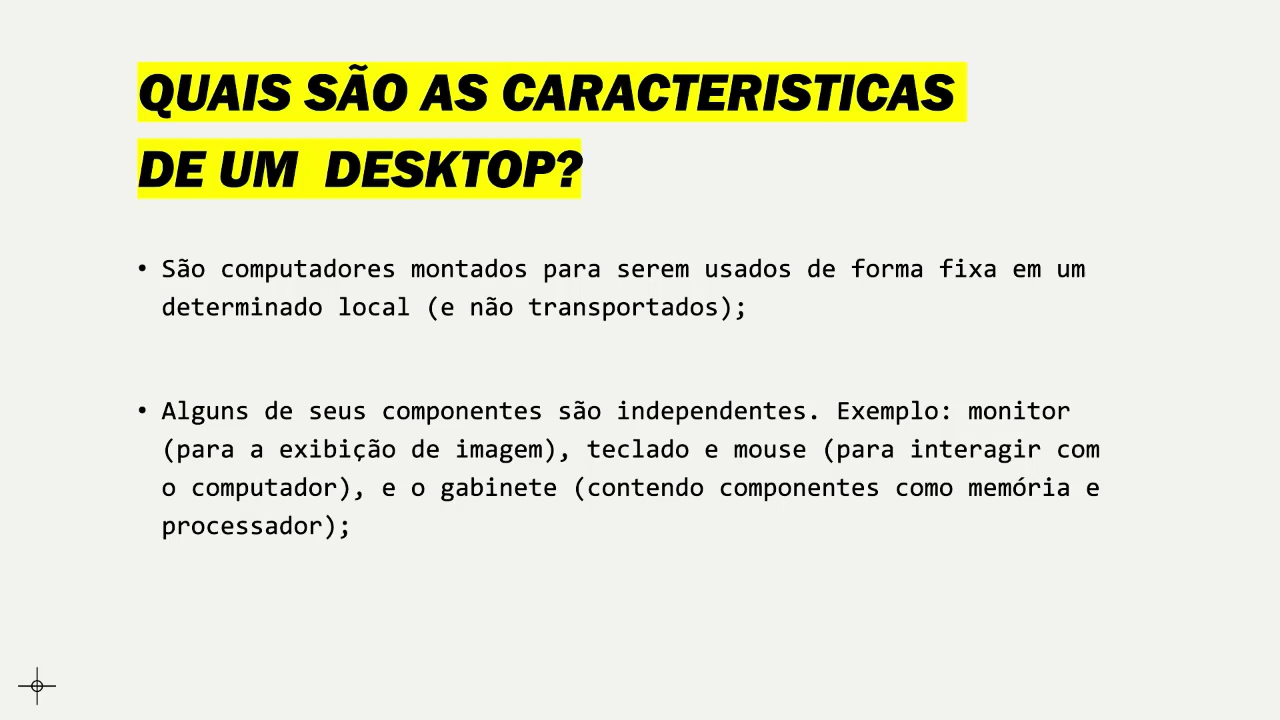 QUAIS SÃO AS CARACTERISTICAS
DE UM DESKTOP?
• São computadores montados para serem usados de forma fixa em um
determinado local (e não transportados);
• Alguns de seus componentes são independentes. Exemplo: monitor
(para a exibição de imagem), teclado e mouse (para interagir com
o computador), e o gabinete (contendo componentes como memória e
processador);